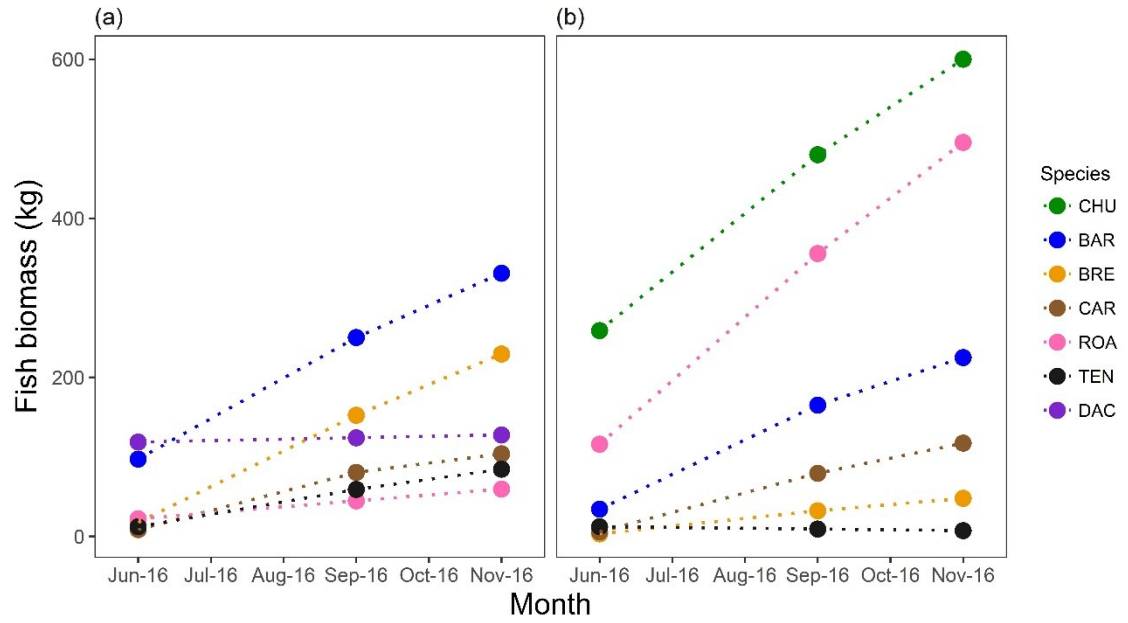 (a)
(b)
600
400
200
0
Fish biomass (kg)
Jun-16 Jul-16 Aug-16 Sep-16 Oct-16 Nov-16
Jun-16 Jul-16 Aug-16 Sep-16 Oct-16 Nov-16
Month
Species
CHU
BAR
BRE
CAR
ROA
TEN
DAC